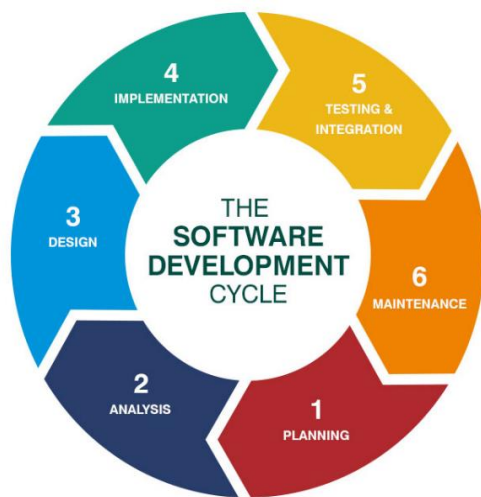 THE
SOFTWARE
DEVELOPMENT
CYCLE
1
PLANNING
2
ANALYSIS
3
DESIGN
4
IMPLEMENTATION
5
TESTING &
INTEGRATION
6
MAINTENANCE